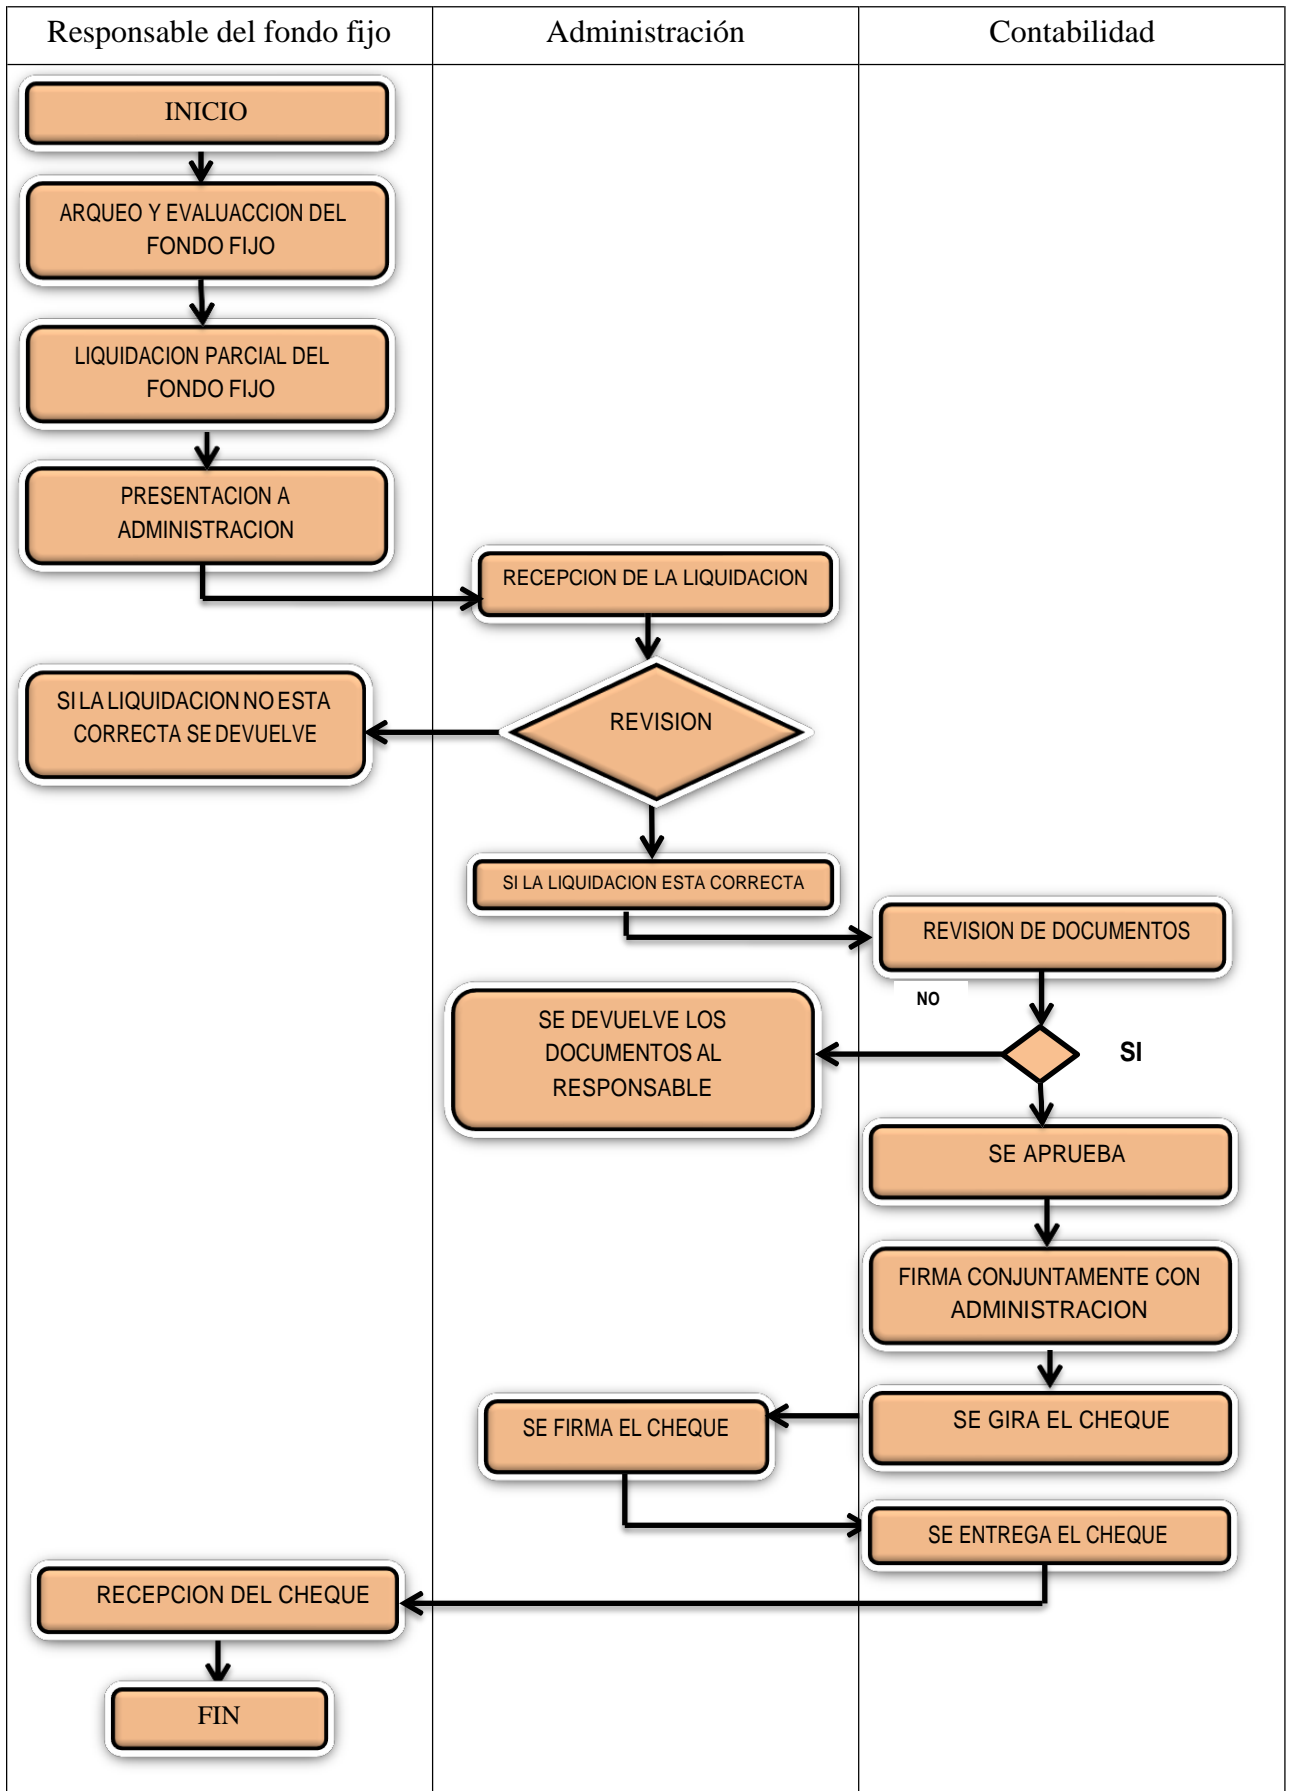 Responsable del fondo fijo
Administración
Contabilidad
INICIO
ARQUEO Y EVALUACCION DEL
FONDO FIJO
LIQUIDACION PARCIAL DEL
FONDO FIJO
PRESENTACION A
ADMINISTRACION
RECEPCION DE LA LIQUIDACION
REVISION
SI LA LIQUIDACION NO ESTA
CORRECTA SE DEVUELVE
SI LA LIQUIDACION ESTA CORRECTA
REVISION DE DOCUMENTOS
NO
SI
SE DEVUELVE LOS
DOCUMENTOS AL
RESPONSABLE
SE APRUEBA
FIRMA CONJUNTAMENTE CON
ADMINISTRACION
SE GIRA EL CHEQUE
SE FIRMA EL CHEQUE
SE ENTREGA EL CHEQUE
RECEPCION DEL CHEQUE
FIN